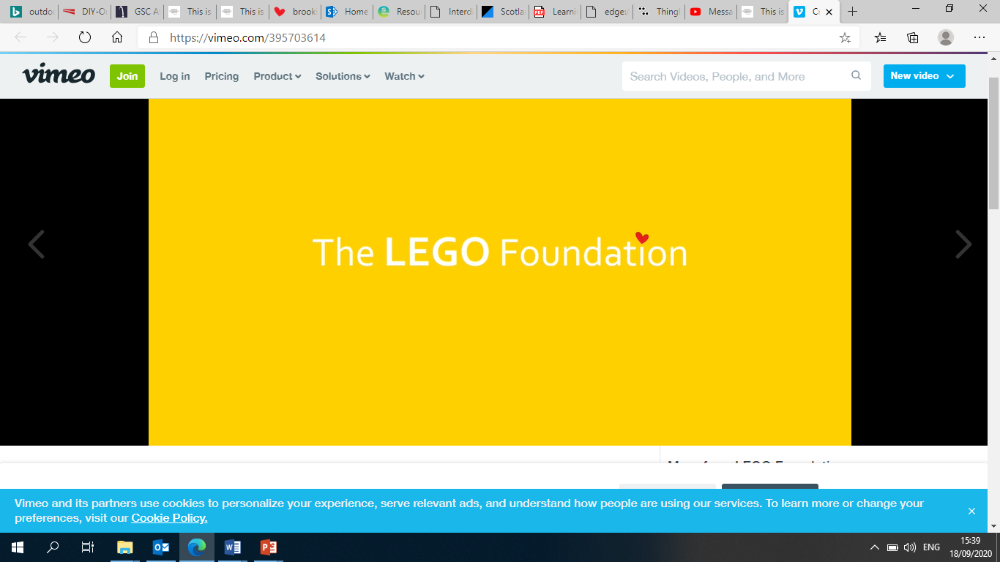 outdo DIY-O GSC A This is This is brook Home Resou Interd Scotla Learni edge:/ Thing Messa This is C
https://vimeo.com/395703614
vimeo Join Log in Pricing Product Solutions Watch Search Videos, People, and More New video
The LEGO Foundation
Vimeo and its partners use cookies to personalize your experience, serve relevant ads, and understand how people are using our services. To learn more or change your
preferences, visit our Cookie Policy.
ENG
15:39
18/09/2020